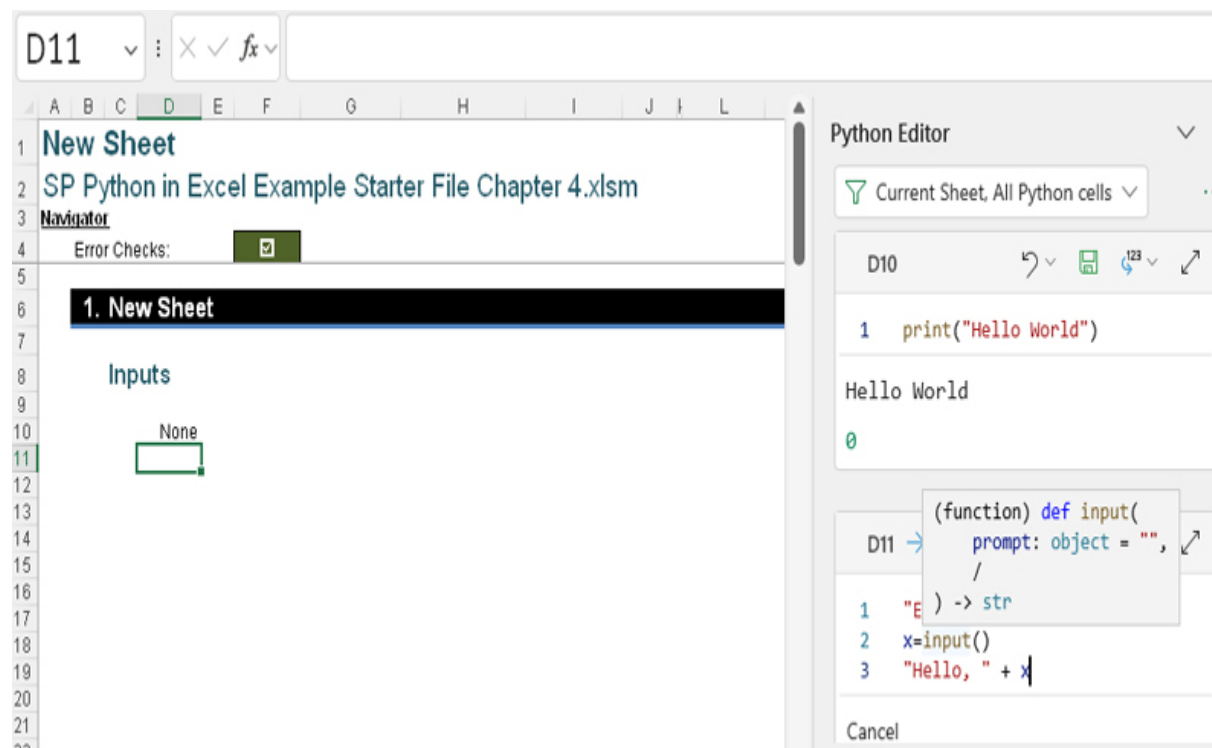 D11 fx
A B C D E F G H I J K L
1 New Sheet
2 SP Python in Excel Example Starter File Chapter 4.xlsm
3 Navigator
4 Error Checks:
5
6 1. New Sheet
7
8 Inputs
9
10 None
11
12
13
14
15
16
17
18
19
20
21
Python Editor
Current Sheet, All Python cells
D10 123
1 print("Hello World")
Hello World
0
(function) def input(
prompt: object = "",
/
) -> str
D11
1 "E
2 x=input()
3 "Hello, " + x
Cancel